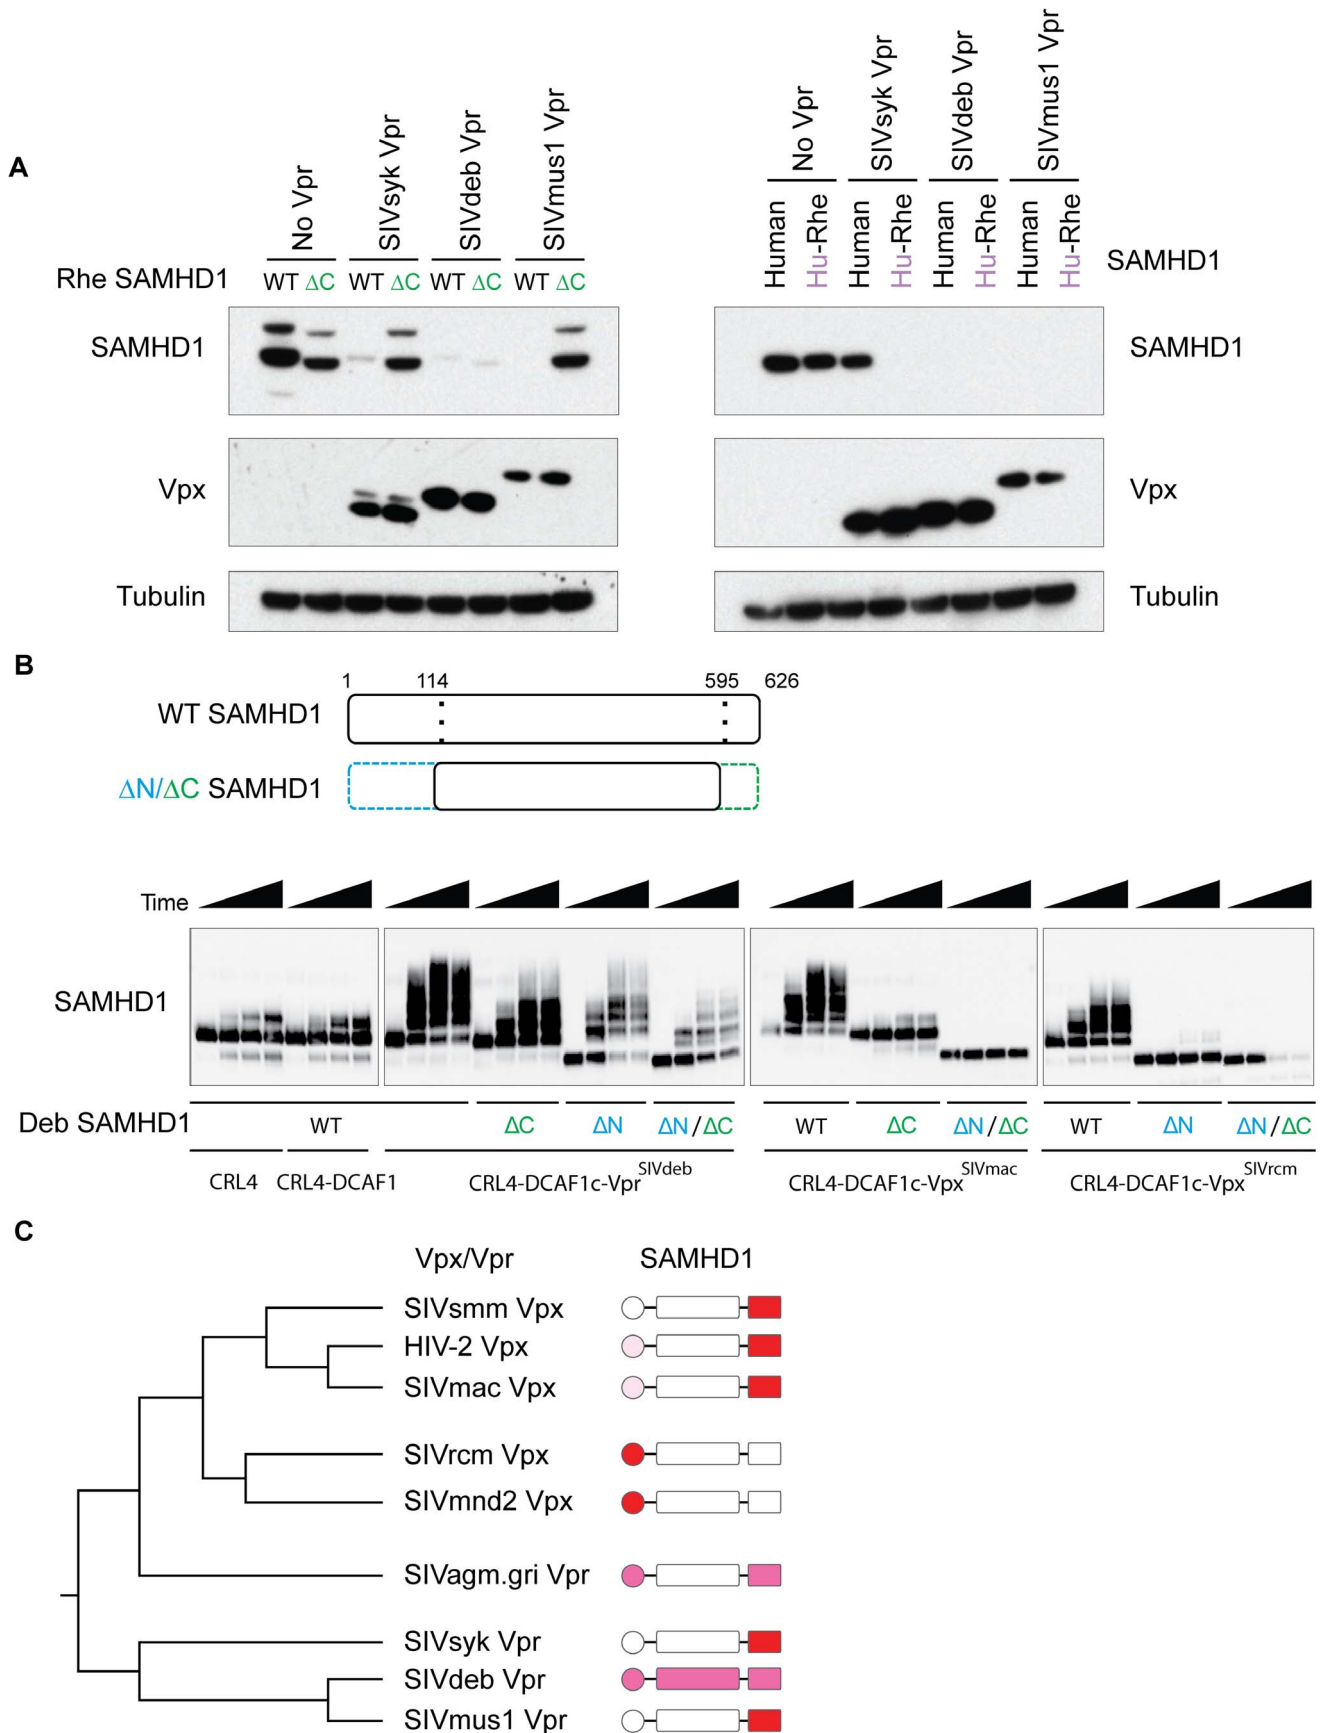 A
No Vpr
SIVsyk Vpr
SIVdeb Vpr
SIVmus1 Vpr
Rhe SAMHD1
WT ΔC WT ΔC WT ΔC WT ΔC
SAMHD1
Vpx
Tubulin
No Vpr
SIVsyk Vpr
SIVdeb Vpr
SIVmus1 Vpr
Human Hu-Rhe Human Hu-Rhe Human Hu-Rhe Human Hu-Rhe
SAMHD1
SAMHD1
Vpx
Tubulin
B
1 114 595 626
WT SAMHD1
ΔN/ΔC SAMHD1
Time
SAMHD1
Deb SAMHD1 WT ΔC ΔN ΔN/ΔC WT ΔC ΔN/ΔC WT ΔN ΔN/ΔC
CRL4 CRL4-DCAF1 CRL4-DCAF1c-Vpr SIVdeb CRL4-DCAF1c-Vpx SIVmac CRL4-DCAF1c-Vpx SIVrcm
C
Vpx/Vpr SAMHD1
SIVsmm Vpx
HIV-2 Vpx
SIVmac Vpx
SIVrcm Vpx
SIVmnd2 Vpx
SIVagm.gri Vpr
SIVsyk Vpr
SIVdeb Vpr
SIVmus1 Vpr